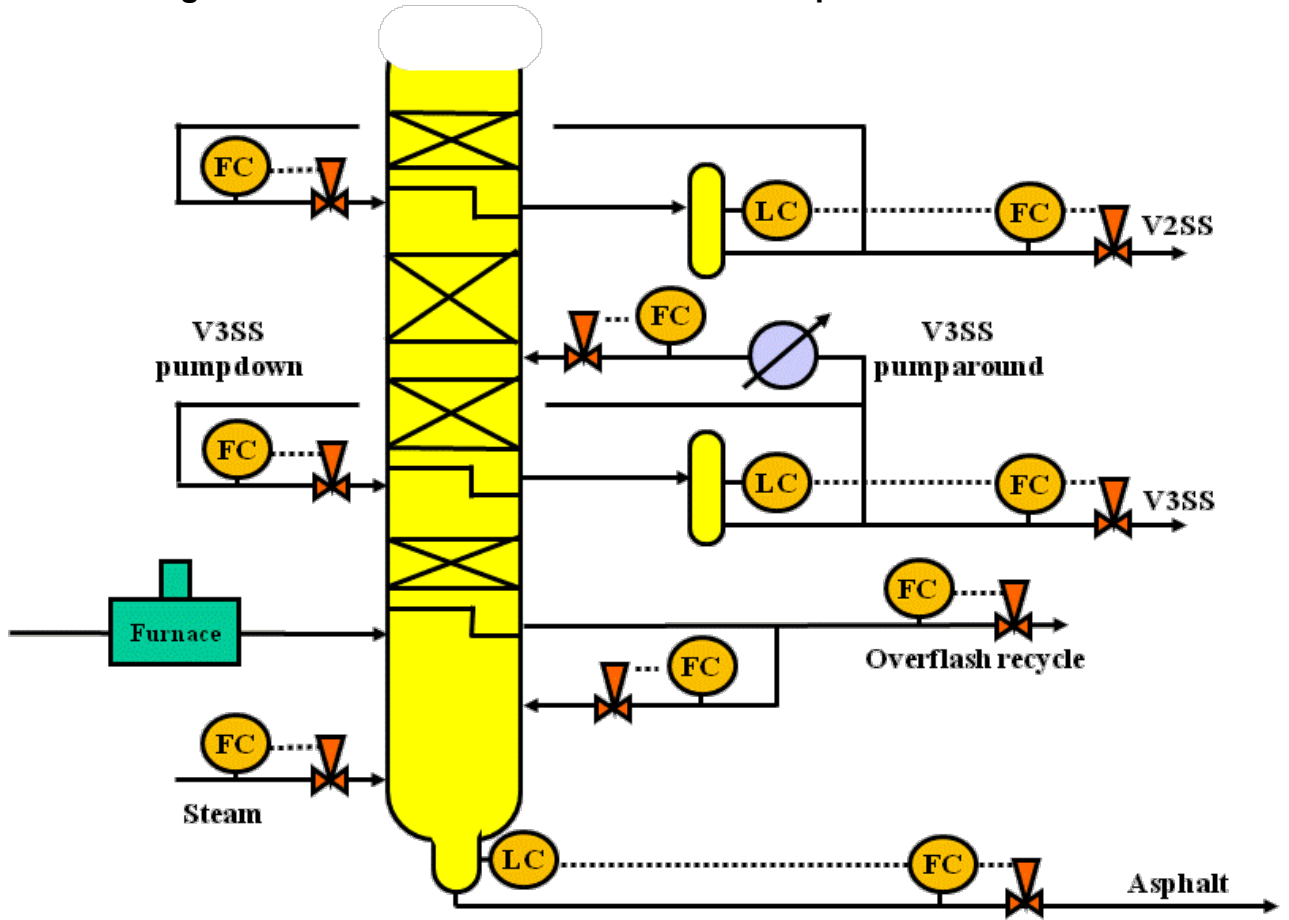 FC
LC
FC
V2SS
FC
V3SS
pumpdown
V3SS
pumparound
FC
LC
FC
V3SS
FC
Furnace
Overflash recycle
FC
FC
Steam
LC
FC
Asphalt